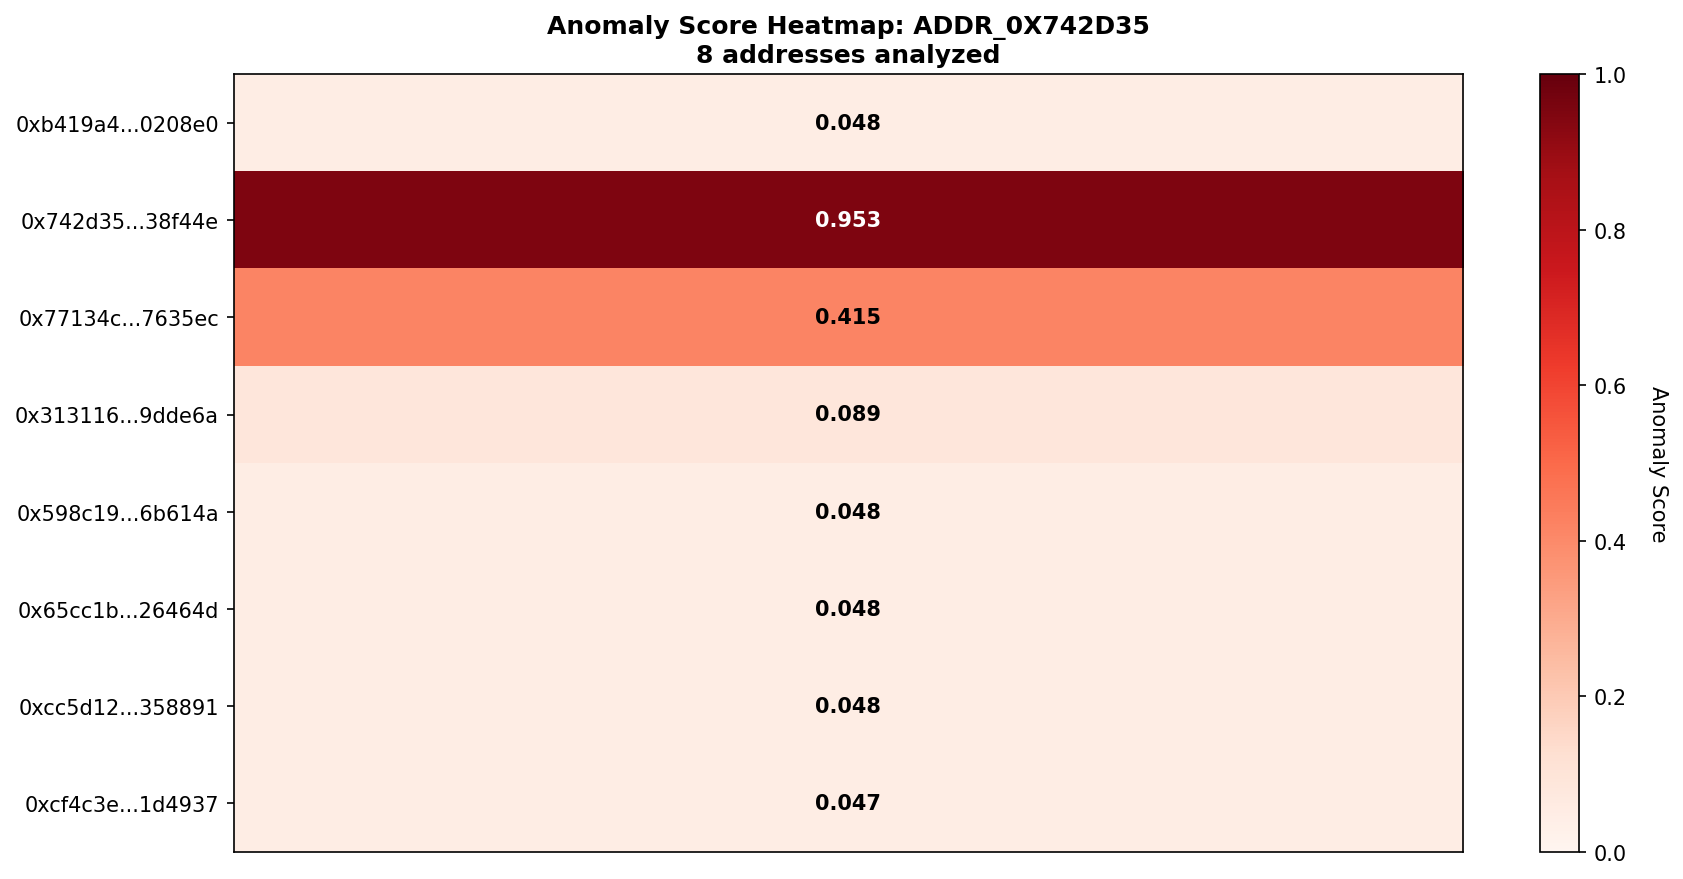 Anomaly Score Heatmap: ADDR_0X742D35
8 addresses analyzed
0xb419a4...0208e0
0.048
0x742d35...38f44e
0.953
0x77134c...7635ec
0.415
0x313116...9dde6a
0.089
0x598c19...6b614a
0.048
0x65cc1b...26464d
0.048
0xcc5d12...358891
0.048
0xcf4c3e...1d4937
0.047
1.0
0.8
0.6
0.4
0.2
0.0
Anomaly Score